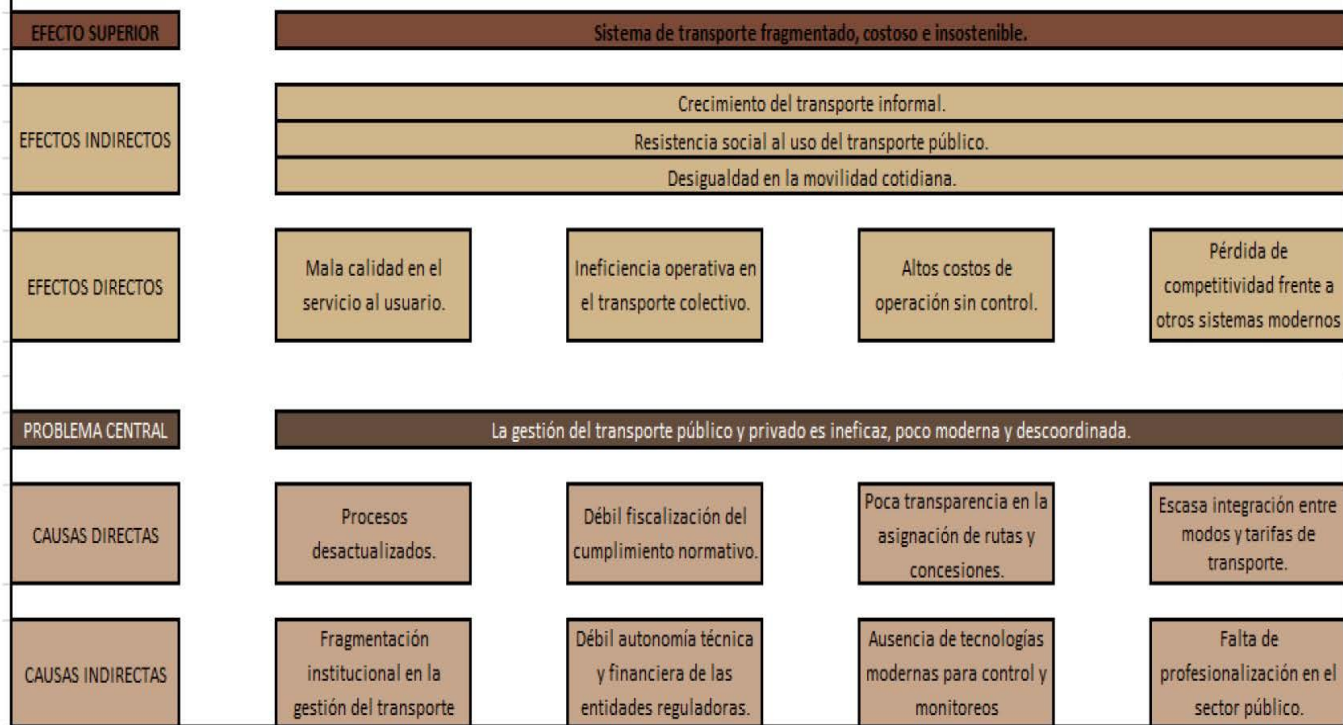 EFECTO SUPERIOR
Sistema de transporte fragmentado, costoso e insostenible.
EFECTOS INDIRECTOS
Crecimiento del transporte informal.
Resistencia social al uso del transporte público.
Desigualdad en la movilidad cotidiana.
EFECTOS DIRECTOS
Mala calidad en el
servicio al usuario.
Ineficiencia operativa en
el transporte colectivo.
Altos costos de
operación sin control.
Pérdida de
competitividad frente a
otros sistemas modernos
PROBLEMA CENTRAL
La gestión del transporte público y privado es ineficaz, poco moderna y descoordinada.
CAUSAS DIRECTAS
Procesos
desactualizados.
Débil fiscalización del
cumplimiento normativo.
Poca transparencia en la
asignación de rutas y
concesiones.
Escasa integración entre
modos y tarifas de
transporte.
CAUSAS INDIRECTAS
Fragmentación
institucional en la
gestión del transporte
Débil autonomía técnica
y financiera de las
entidades reguladoras.
Ausencia de tecnologías
modernas para control y
monitoreos
Falta de
profesionalización en el
sector público.